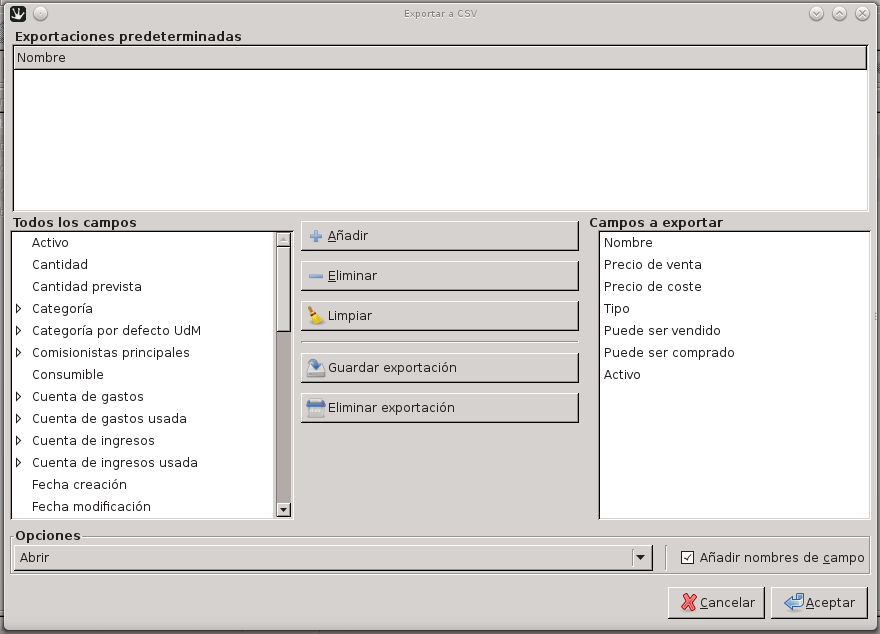 Exportar a CSV
Exportaciones predeterminadas
Nombre
Todos los campos
Activo
Cantidad
Cantidad prevista
Categoría
Categoría por defecto UdM
Comisionistas principales
Consumible
Cuenta de gastos
Cuenta de gastos usada
Cuenta de ingresos
Cuenta de ingresos usada
Fecha creación
Fecha modificación
Añadir
Eliminar
Limpiar
Guardar exportación
Eliminar exportación
Campos a exportar
Nombre
Precio de venta
Precio de coste
Tipo
Puede ser vendido
Puede ser comprado
Activo
Opciones
Abrir
Añadir nombres de campo
Cancelar
Aceptar